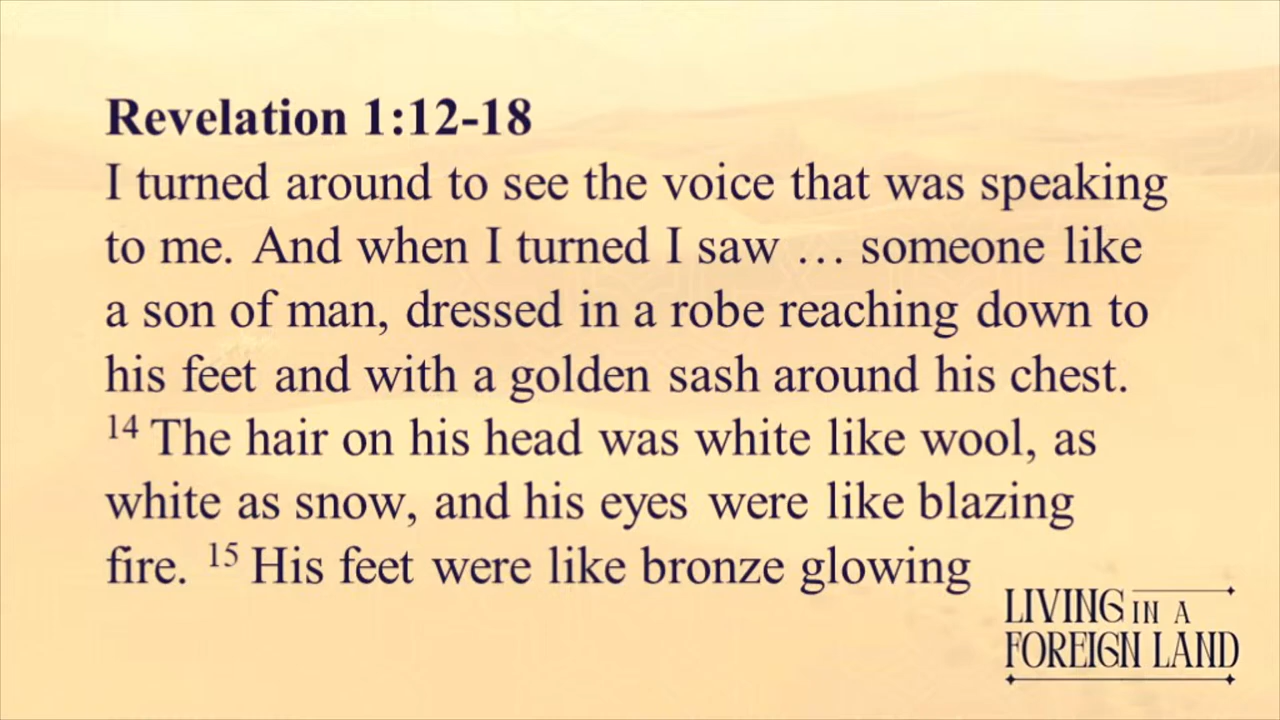 Revelation 1:12-18
I turned around to see the voice that was speaking
to me. And when I turned I saw … someone like
a son of man, dressed in a robe reaching down to
his feet and with a golden sash around his chest.
14 The hair on his head was white like wool, as
white as snow, and his eyes were like blazing
fire. 15 His feet were like bronze glowing
LIVING IN A
FOREIGN LAND